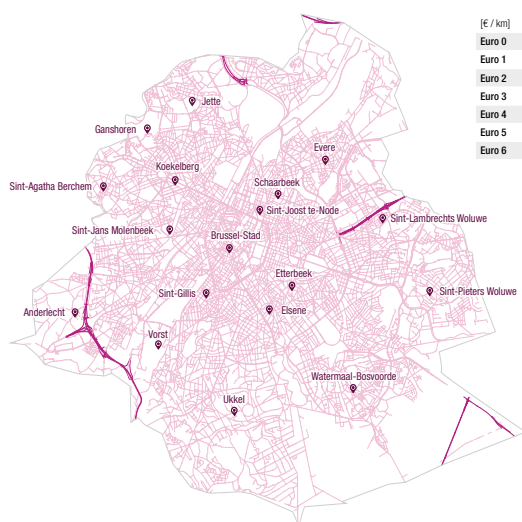 [€ / km]
Euro 0
Euro 1
Euro 2
Euro 3
Euro 4
Euro 5
Euro 6
Jette
Ganshoren
Evere
Koekelberg
Sint-Agatha Berchem
Schaarbeek
Sint-Joost te-Node
Sint-Lambrechts Woluwe
Sint-Jans Molenbeek
Brussel-Stad
Etterbeek
Sint-Gillis
Sint-Pieters Woluwe
Anderlecht
Elsene
Vorst
Watermaal-Bosvoorde
Ukkel